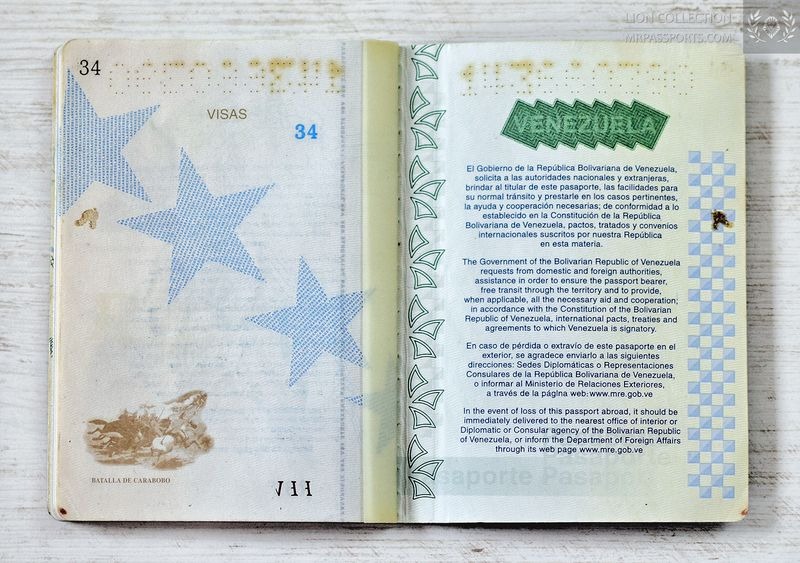 LION COLLECTION
MRPASSPORTS.COM
34
VISAS
34
BATALLA DE CARABOBO
VENEZUELA
El Gobierno de la República Bolivariana de Venezuela,
solicita a las autoridades nacionales y extranjeras,
brindar al titular de este pasaporte, las facilidades para
su normal tránsito y prestarle en los casos pertinentes,
la ayuda y cooperación necesarias; de conformidad a lo
establecido en la Constitución de la República
Bolivariana de Venezuela, pactos, tratados y convenios
internacionales suscritos por nuestra República
en esta materia.
The Government of the Bolivarian Republic of Venezuela
requests from domestic and foreign authorities,
assistance in order to ensure the passport bearer,
free transit through the territory and to provide,
when applicable, all the necessary aid and cooperation;
in accordance with the Constitution of the Bolivarian
Republic of Venezuela, international pacts, treaties and
agreements to which Venezuela is signatory.
En caso de pérdida o extravío de este pasaporte en el
exterior, se agradece enviarlo a las siguientes
direcciones: Sedes Diplomáticas o Representaciones
Consulares de la República Bolivariana de Venezuela,
o informar al Ministerio de Relaciones Exteriores,
a través de la página web: www.mre.gob.ve
In the event of loss of this passport abroad, it should be
immediately delivered to the nearest office of interior or
Diplomatic or Consular agency of the Bolivarian Republic
of Venezuela, or inform the Department of Foreign Affairs
through its web page www.mre.gob.ve
saporte Pasapor